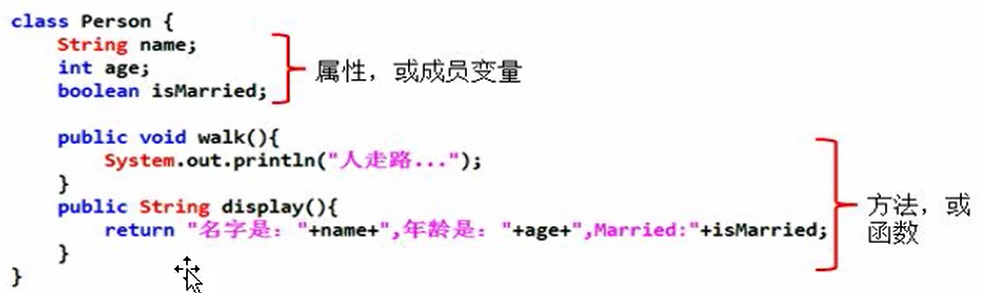 class Person {
String name;
int age;
boolean isMarried;
属性，或成员变量
public void walk(){
System.out.println("人走路...");
}
public String display(){
return "名字是："+name+",年龄是："+age+",Married:"+isMarried;
}
}
方法，或
函数